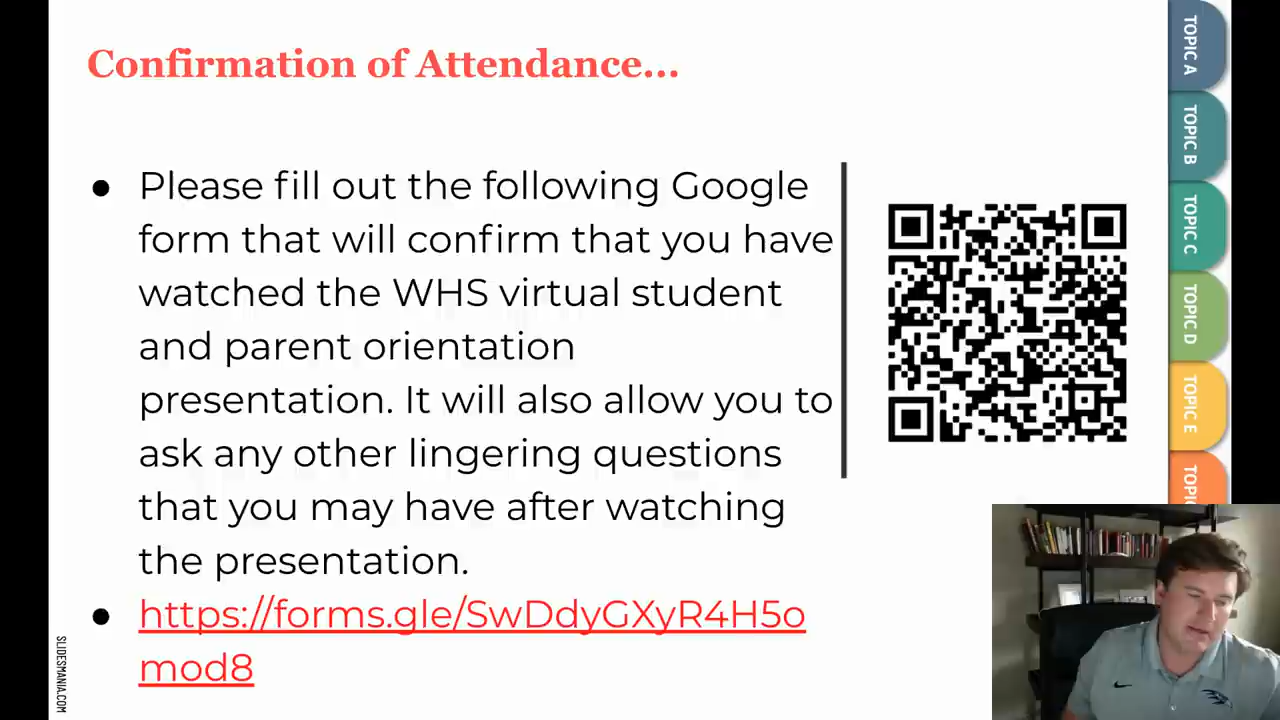 Confirmation of Attendance...
● Please fill out the following Google
form that will confirm that you have
watched the WHS virtual student
and parent orientation
presentation. It will also allow you to
ask any other lingering questions
that you may have after watching
the presentation.
● https://forms.gle/SwDdyGXyR4H5o
mod8
TOPIC A
TOPIC B
TOPIC C
TOPIC D
TOPIC E
TOPIC
SLIDESMANIA.COM